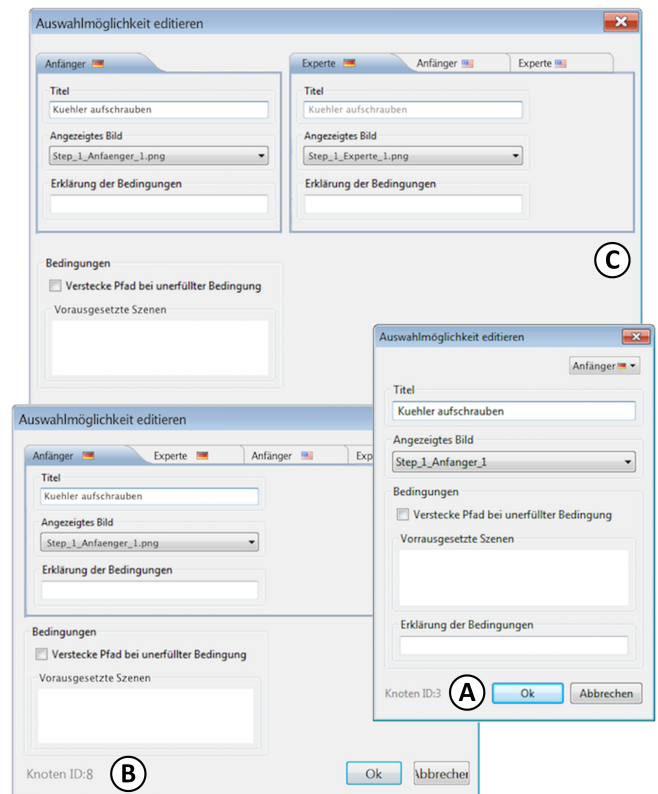 Auswahlmöglichkeit editieren
Anfänger
Experte
Anfänger
Experte
Titel
Kuehler aufschrauben
Titel
Kuehler aufschrauben
Angezeigtes Bild
Step_1_Anfaenger_1.png
Angezeigtes Bild
Step_1_Experte_1.png
Erklärung der Bedingungen
Erklärung der Bedingungen
Bedingungen
Verstecke Pfad bei unerfüllter Bedingung
Vorausgesetzte Szenen
C
Auswahlmöglichkeit editieren
Anfänger
Titel
Kuehler aufschrauben
Angezeigtes Bild
Step_1_Anfanger_1
Bedingungen
Verstecke Pfad bei unerfüllter Bedingung
Vorrausgesetzte Szenen
Erklärung der Bedingungen
Knoten ID:3
A
Ok
Abbrechen
Auswahlmöglichkeit editieren
Anfänger
Experte
Anfänger
Exp
Titel
Kuehler aufschrauben
Angezeigtes Bild
Step_1_Anfaenger_1.png
Erklärung der Bedingungen
Bedingungen
Verstecke Pfad bei unerfüllter Bedingung
Vorausgesetzte Szenen
Knoten ID:8
B
Ok
Abbrechen